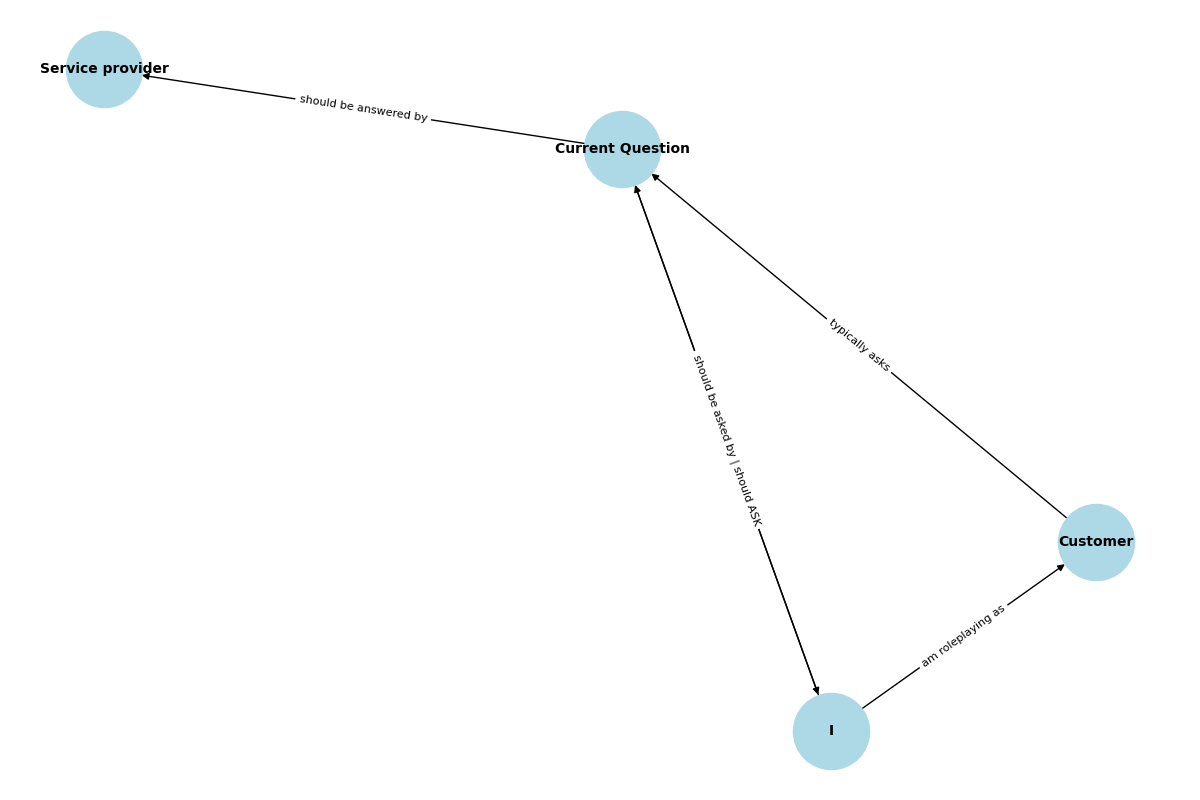 Service provider
should be answered by
Current Question
typically asks
should be asked by | should ASK
Customer
am roleplaying as
I